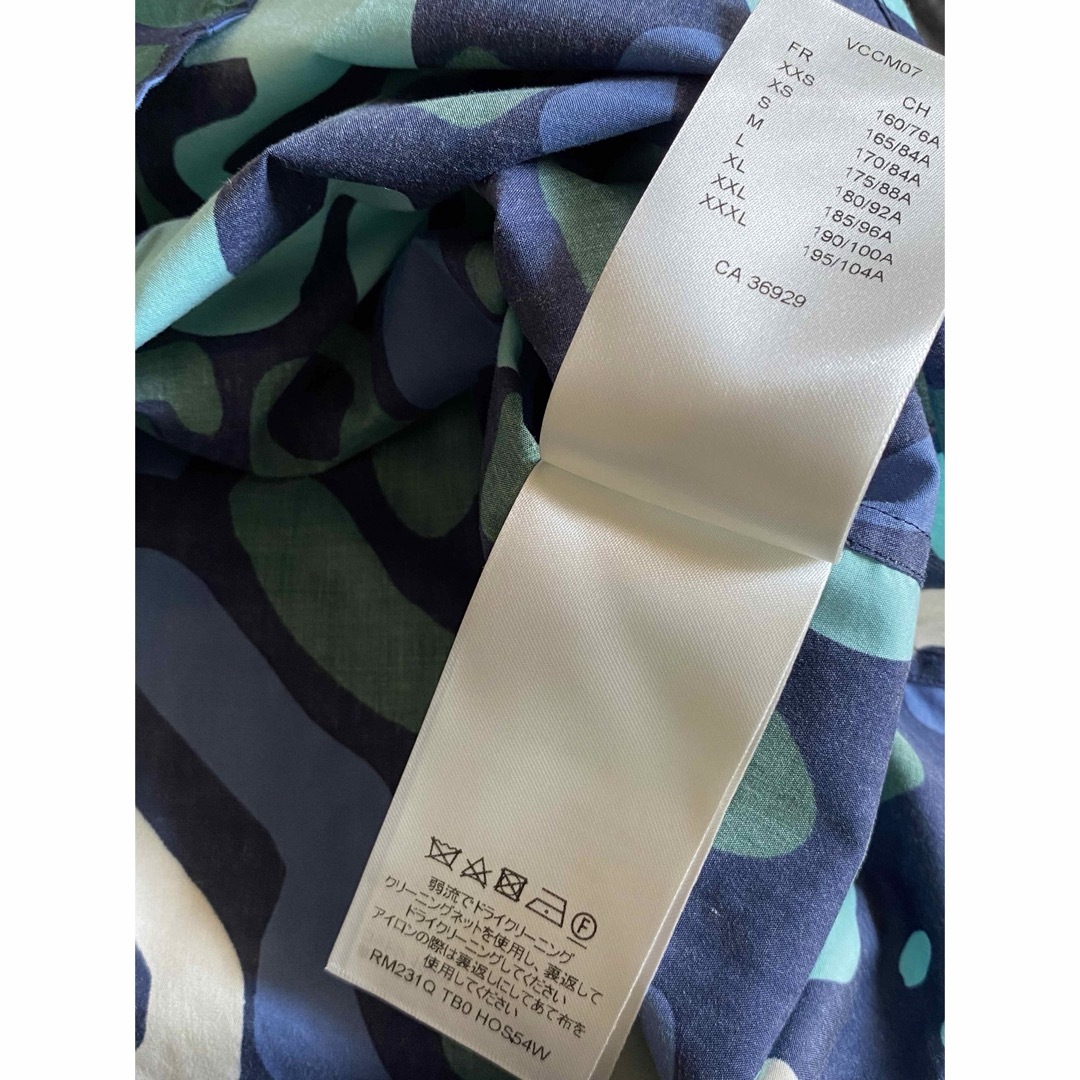 VCCM07
FR CH
XXS 160/76A
XS 165/84A
S 170/84A
M 175/88A
L 180/92A
XL 185/96A
XXL 190/100A
XXXL 195/104A
CA 36929
F
弱流でドライクリーニング
クリーニングネットを使用し、裏返して
ドライクリーニングしてください
アイロンの際は裏返しにしてあて布を
使用してください
RM231Q TB0 HOS54W